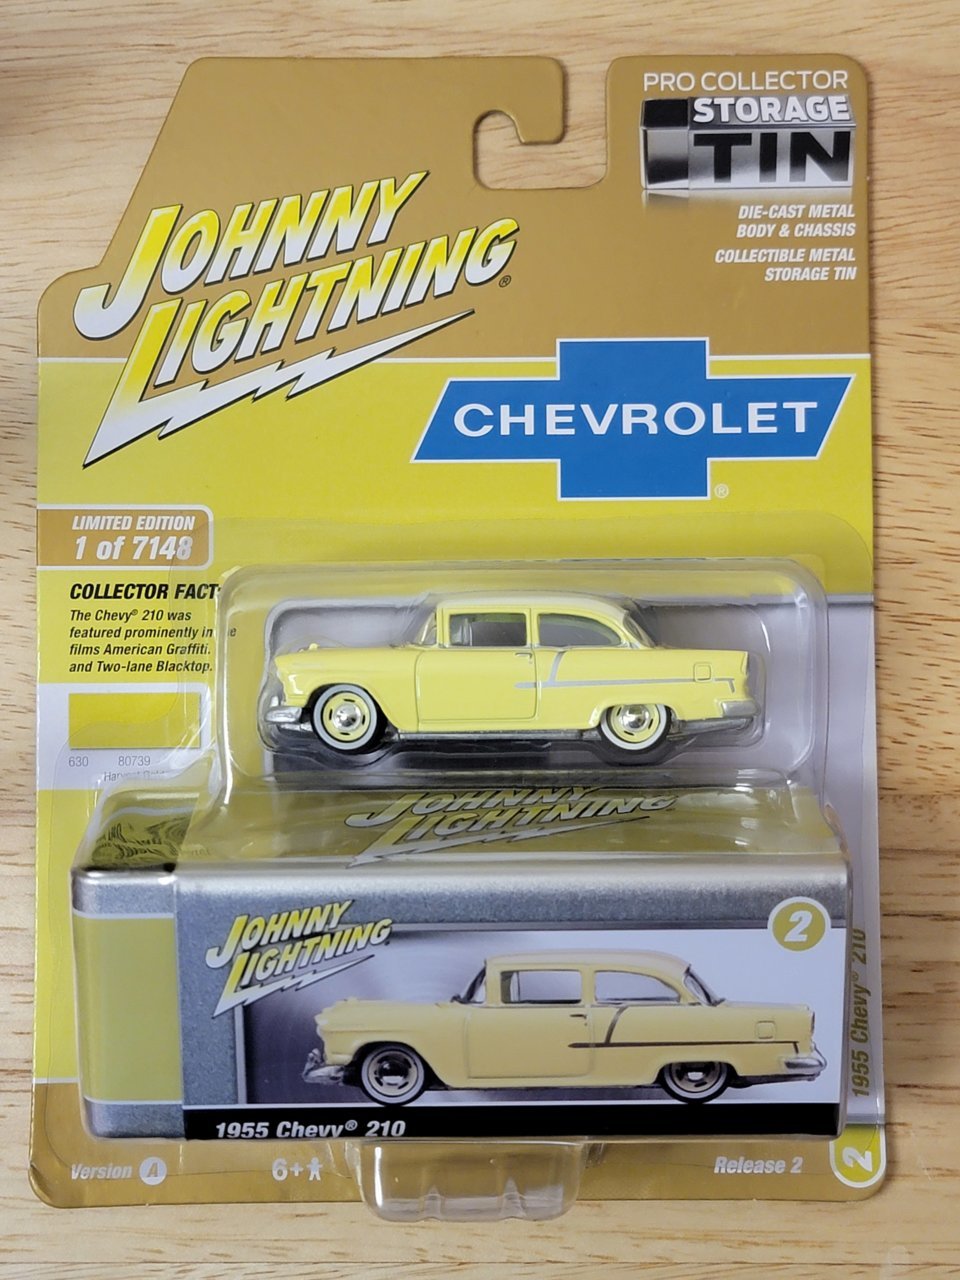 PRO COLLECTOR
STORAGE
TIN
DIE-CAST METAL
BODY & CHASSIS
COLLECTIBLE METAL
STORAGE TIN
JOHNNY
LIGHTNING®
CHEVROLET®
LIMITED EDITION
1 of 7148
COLLECTOR FACT
The Chevy® 210 was
featured prominently in
films American Graffiti.
and Two-lane Blacktop.
630 80739
Harvest Gold
JOHNNY
LIGHTNING
JOHNNY
LIGHTNING
2
1955 Chevy® 210
1955 Chevy® 210
2
Version A
6+
Release 2